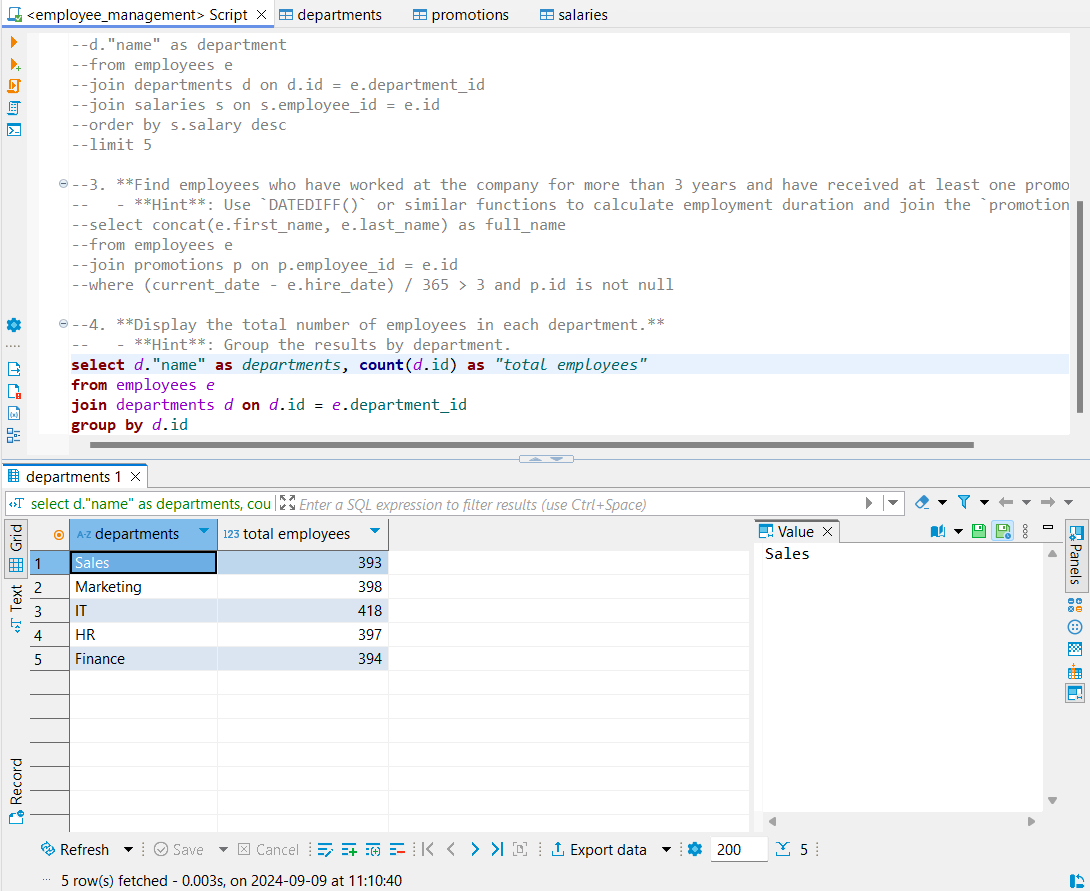 <employee_management> Script
departments
promotions
salaries
--d."name" as department
--from employees e
--join departments d on d.id = e.department_id
--join salaries s on s.employee_id = e.id
--order by s.salary desc
--limit 5
--3. **Find employees who have worked at the company for more than 3 years and have received at least one promo
--   - **Hint**: Use `DATEDIFF()` or similar functions to calculate employment duration and join the `promotion
--select concat(e.first_name, e.last_name) as full_name
--from employees e
--join promotions p on p.employee_id = e.id
--where (current_date - e.hire_date) / 365 > 3 and p.id is not null
--4. **Display the total number of employees in each department.**
--   - **Hint**: Group the results by department.
select d."name" as departments, count(d.id) as "total employees"
from employees e
join departments d on d.id = e.department_id
group by d.id
departments 1
select d."name" as departments, cou
Enter a SQL expression to filter results (use Ctrl+Space)
Grid
Text
Record
A-Z departments
123 total employees
1 Sales 393
2 Marketing 398
3 IT 418
4 HR 397
5 Finance 394
Value
Sales
Panels
Refresh
Save
Cancel
Export data
200
5
5 row(s) fetched - 0.003s, on 2024-09-09 at 11:10:40